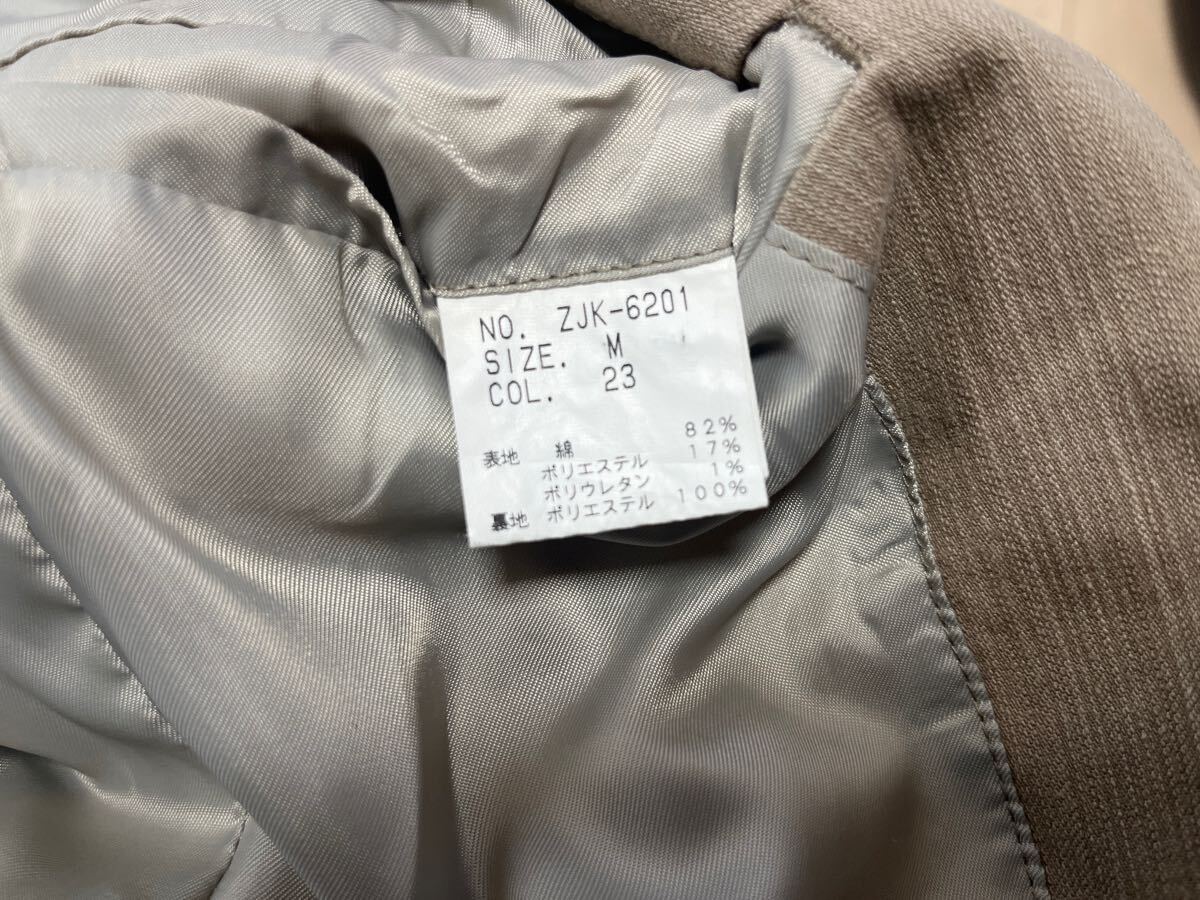 NO. ZJK-6201
SIZE. M
COL. 23
表地 綿 82%
ポリエステル 17%
ポリウレタン 1%
裏地 ポリエステル 100%